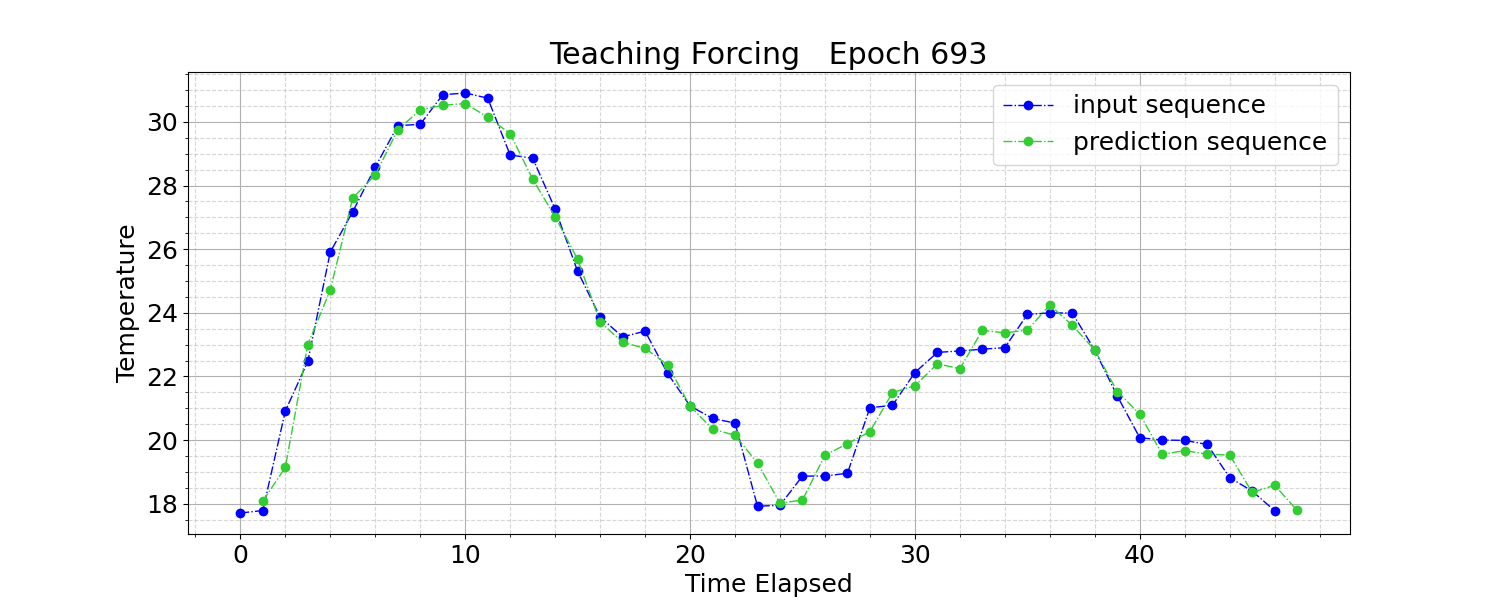 Teaching Forcing   Epoch 693
input sequence
prediction sequence
Temperature
30
28
26
24
22
20
18
0 10 20 30 40
Time Elapsed